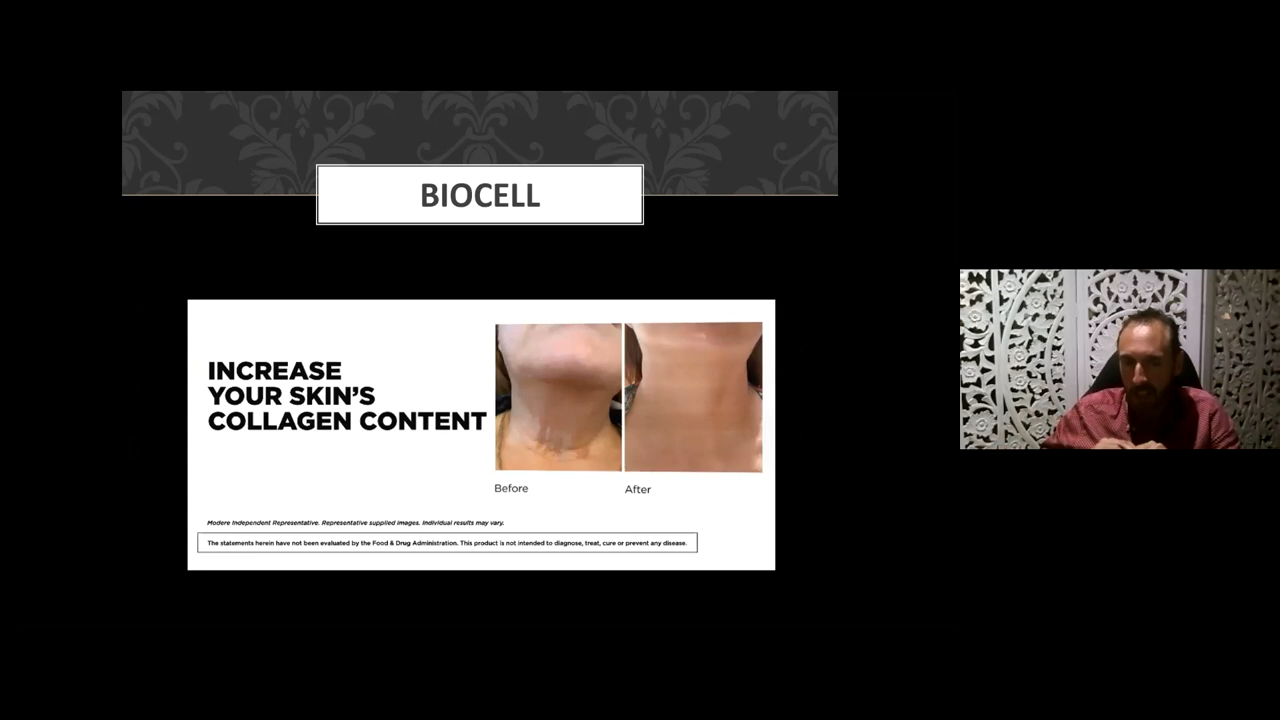 BIOCELL
INCREASE
YOUR SKIN'S
COLLAGEN CONTENT
Before
After
Modere Independent Representative. Representative supplied images. Individual results may vary.
The statements herein have not been evaluated by the Food & Drug Administration. This product is not intended to diagnose, treat, cure or prevent any disease.